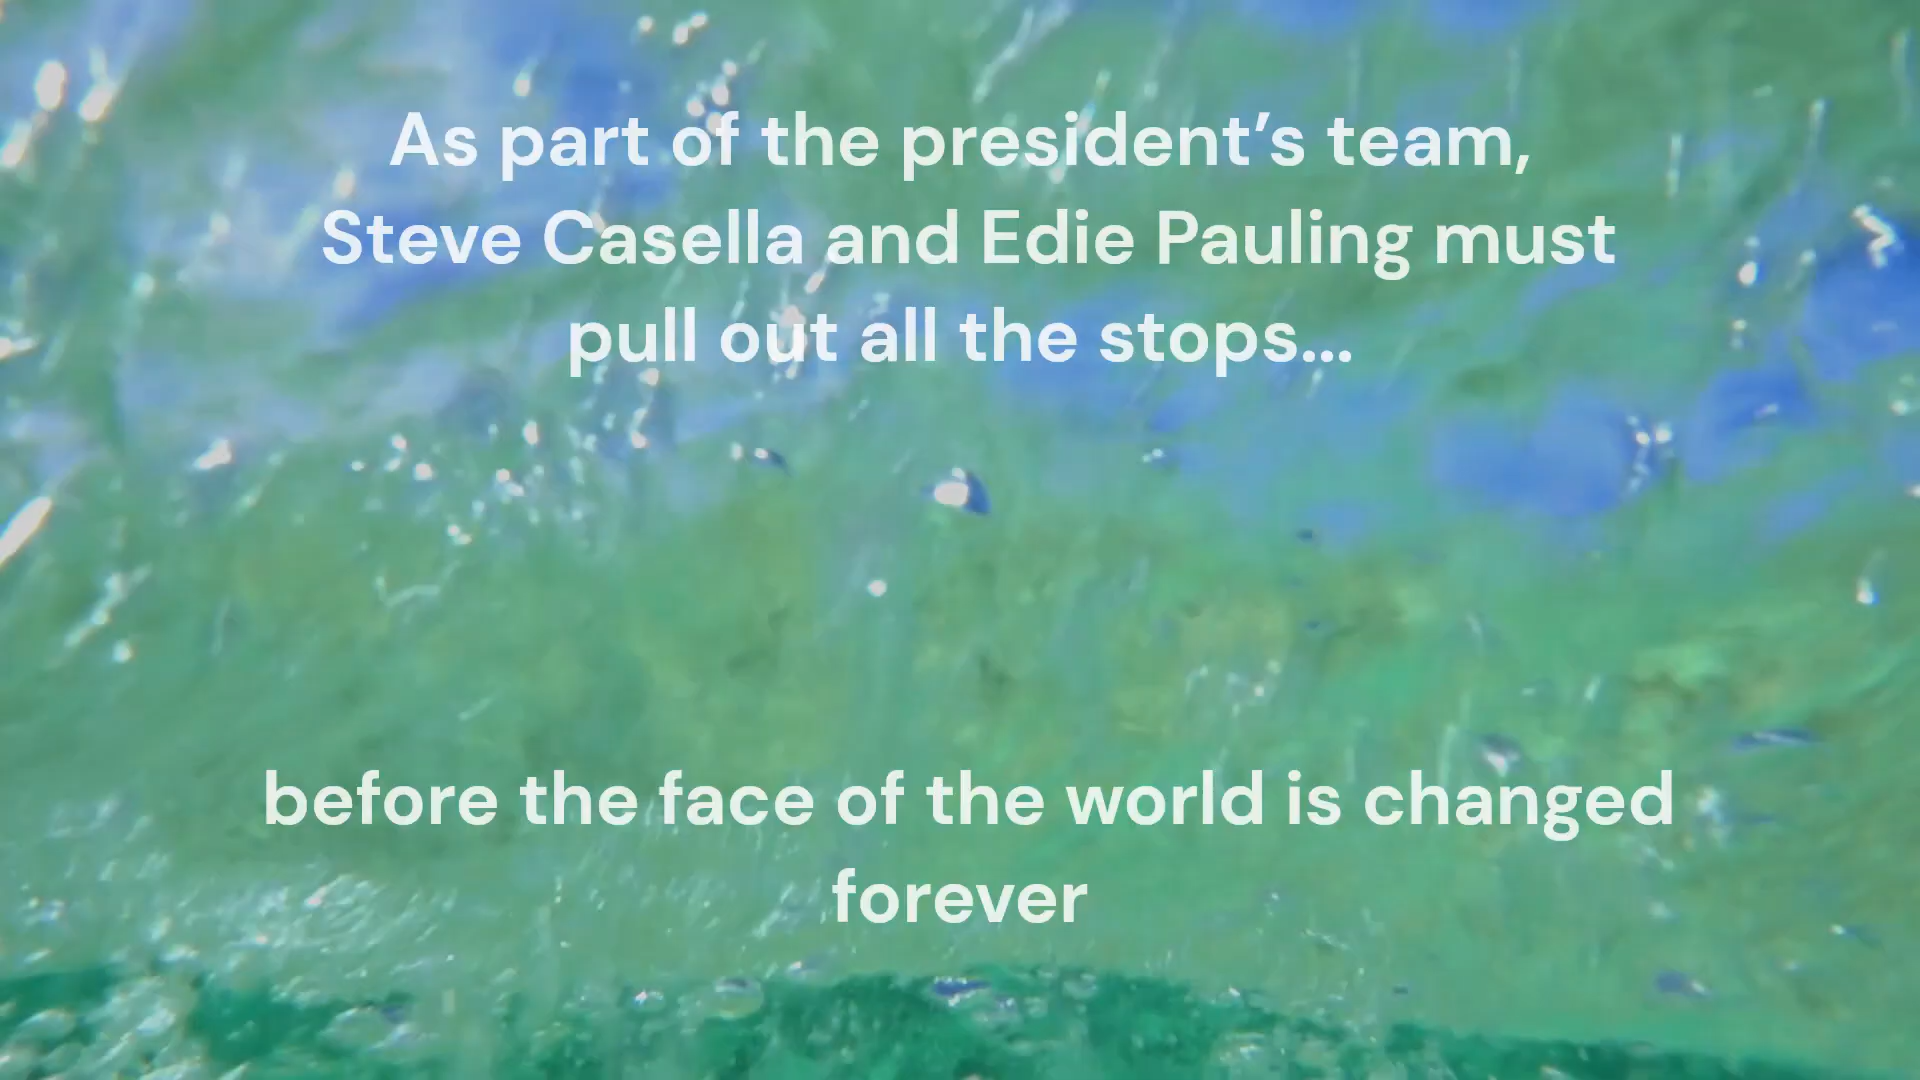 As part of the president’s team,
Steve Casella and Edie Pauling must
pull out all the stops...
before the face of the world is changed
forever